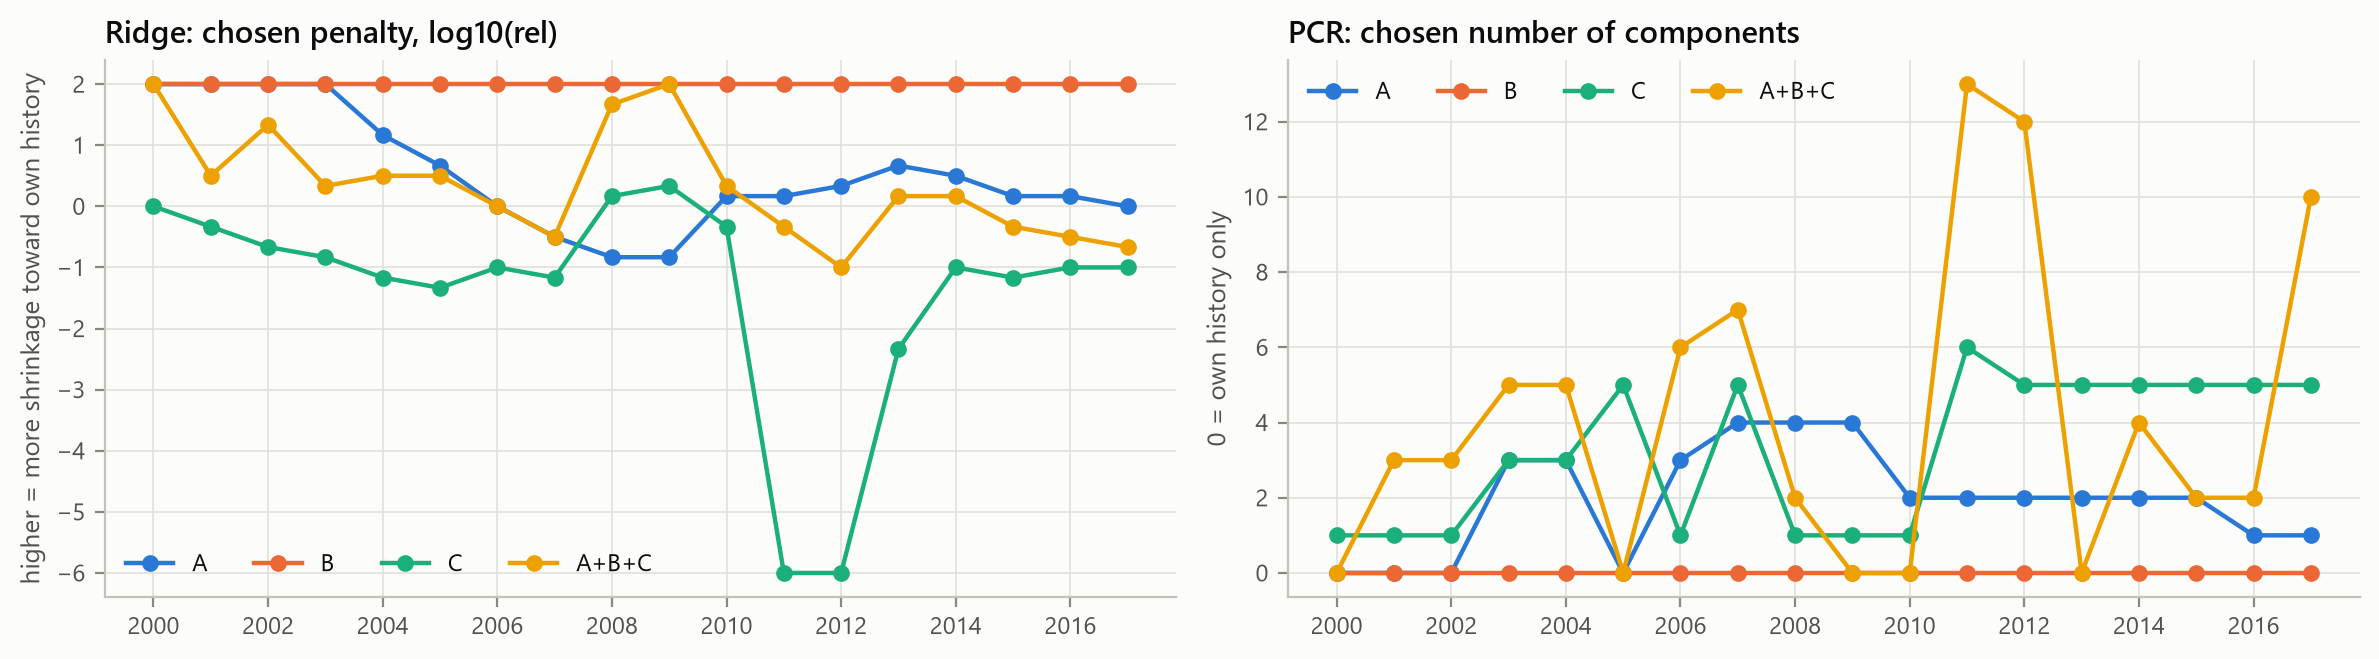 Ridge: chosen penalty, log10(rel)
higher = more shrinkage toward own history
2
1
0
−1
−2
−3
−4
−5
−6
A B C A+B+C
2000 2002 2004 2006 2008 2010 2012 2014 2016
PCR: chosen number of components
0 = own history only
A B C A+B+C
12
10
8
6
4
2
0
2000 2002 2004 2006 2008 2010 2012 2014 2016